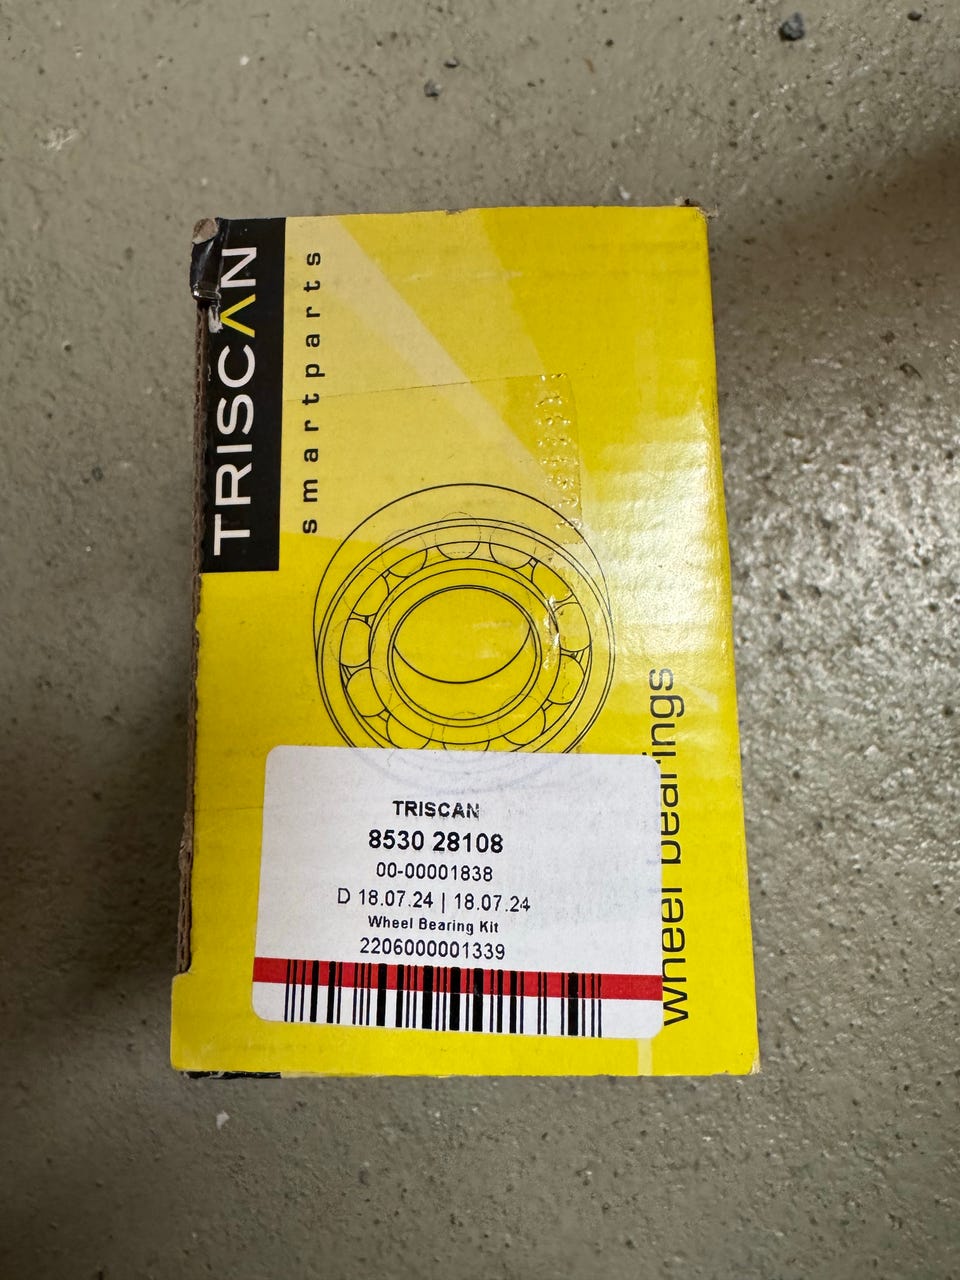 TRISCAN
smartparts
wheel bearings
TRISCAN
8530 28108
00-00001838
D 18.07.24 | 18.07.24
Wheel Bearing Kit
2206000001339